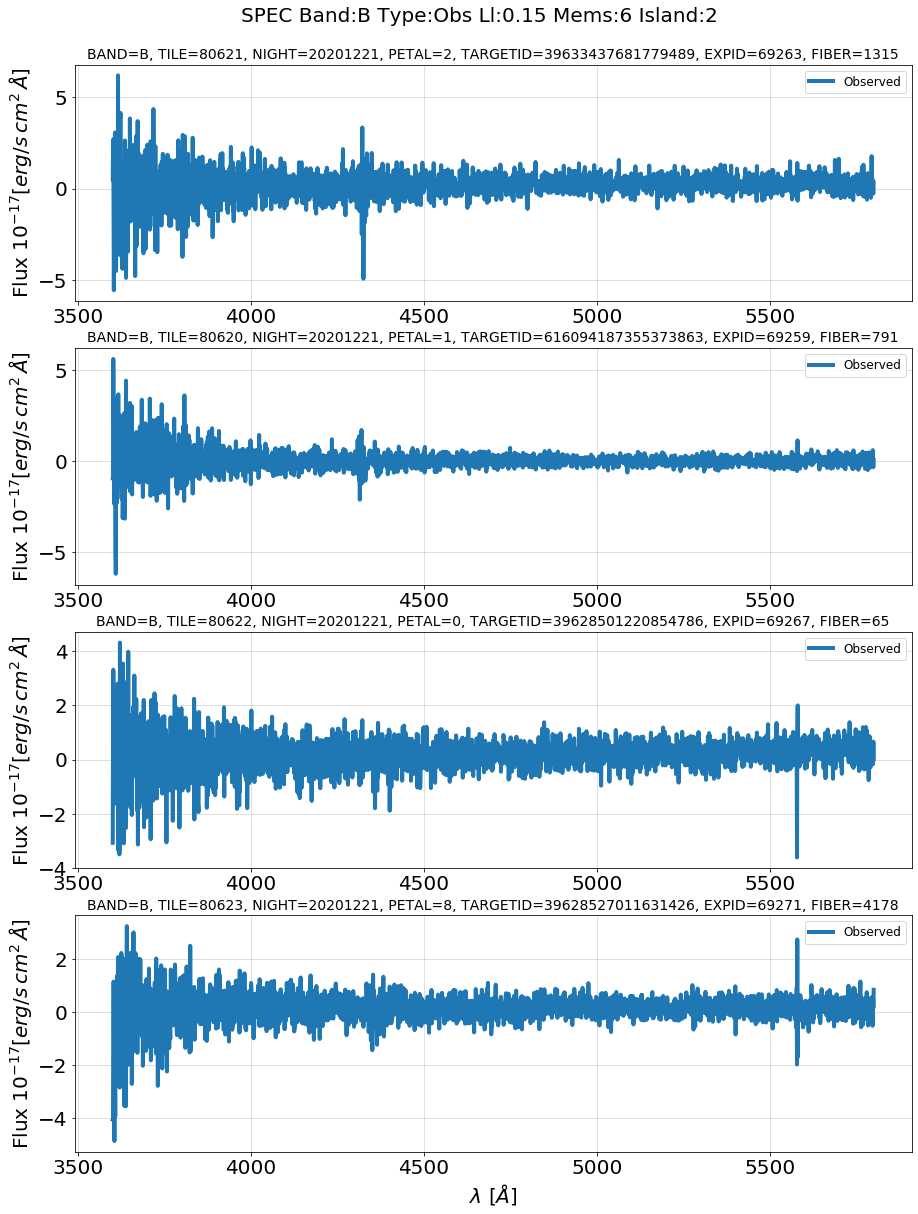 SPEC Band:B Type:Obs Ll:0.15 Mems:6 Island:2
BAND=B, TILE=80621, NIGHT=20201221, PETAL=2, TARGETID=39633437681779489, EXPID=69263, FIBER=1315
Observed
Flux 10^{-17}[erg/s cm^2 Å]
5
0
−5
3500 4000 4500 5000 5500
BAND=B, TILE=80620, NIGHT=20201221, PETAL=1, TARGETID=616094187355373863, EXPID=69259, FIBER=791
Observed
Flux 10^{-17}[erg/s cm^2 Å]
5
0
−5
3500 4000 4500 5000 5500
BAND=B, TILE=80622, NIGHT=20201221, PETAL=0, TARGETID=39628501220854786, EXPID=69267, FIBER=65
Observed
Flux 10^{-17}[erg/s cm^2 Å]
4
2
0
−2
−4
3500 4000 4500 5000 5500
BAND=B, TILE=80623, NIGHT=20201221, PETAL=8, TARGETID=39628527011631426, EXPID=69271, FIBER=4178
Observed
Flux 10^{-17}[erg/s cm^2 Å]
2
0
−2
−4
3500 4000 4500 5000 5500
λ [Å]